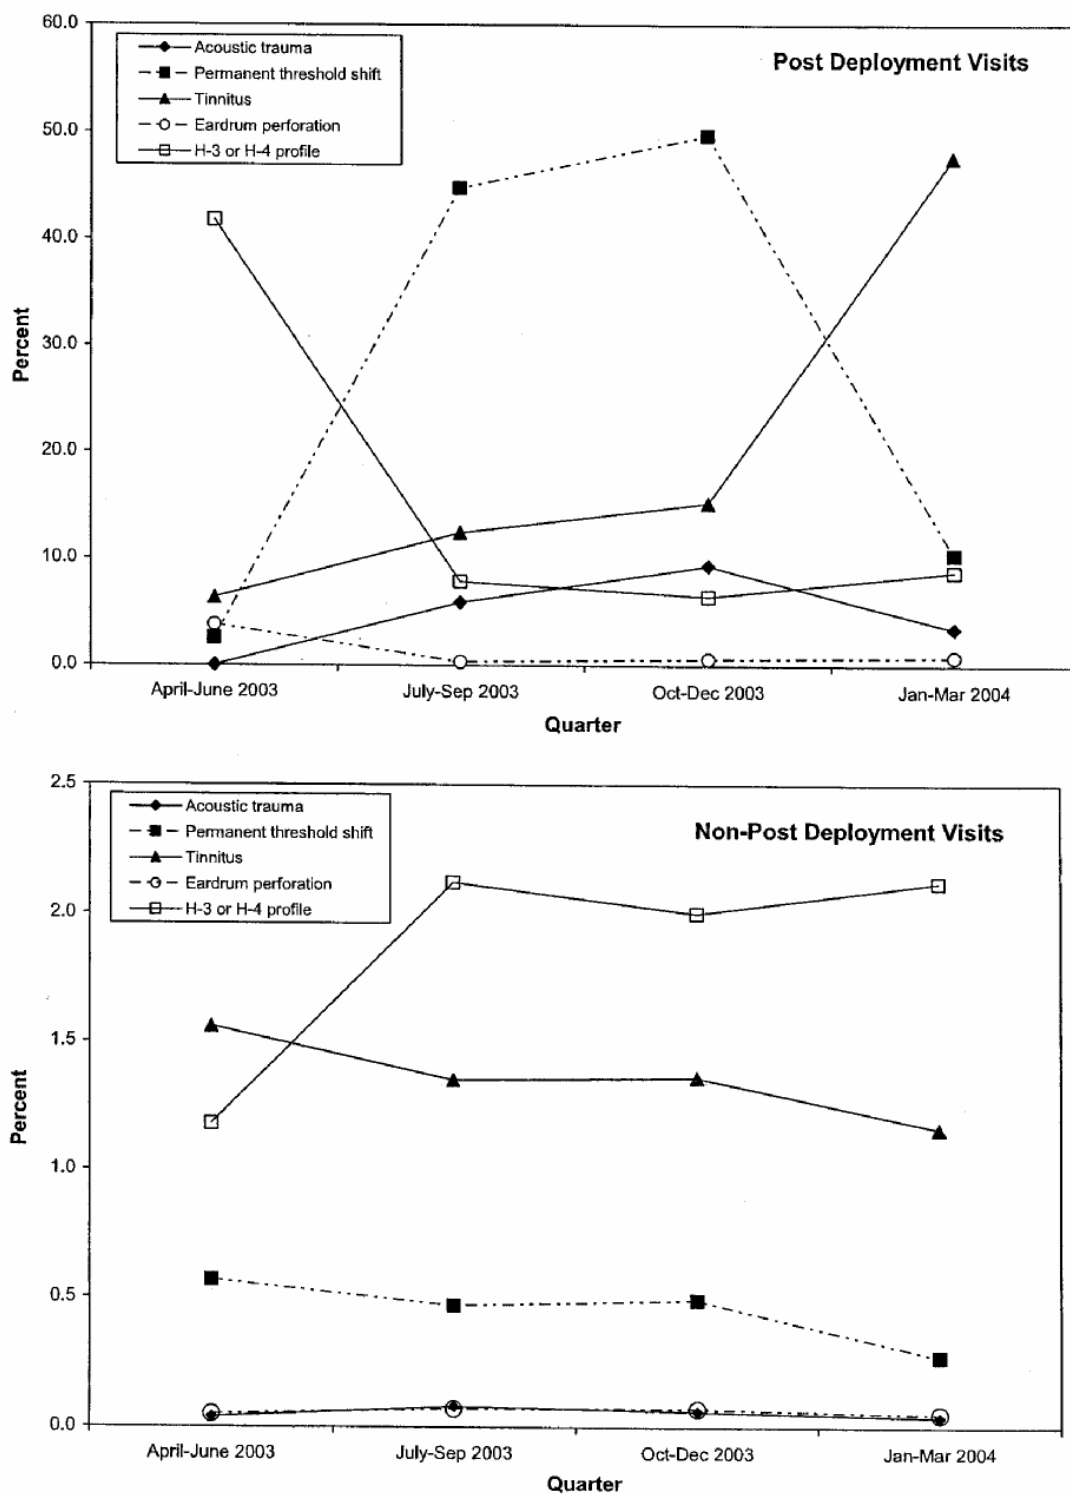 60.0
50.0
40.0
30.0
20.0
10.0
0.0
Percent
Acoustic trauma
Permanent threshold shift
Tinnitus
Eardrum perforation
H-3 or H-4 profile
Post Deployment Visits
April-June 2003
July-Sep 2003
Oct-Dec 2003
Jan-Mar 2004
Quarter
2.5
2.0
1.5
1.0
0.5
0.0
Percent
Acoustic trauma
Permanent threshold shift
Tinnitus
Eardrum perforation
H-3 or H-4 profile
Non-Post Deployment Visits
April-June 2003
July-Sep 2003
Oct-Dec 2003
Jan-Mar 2004
Quarter